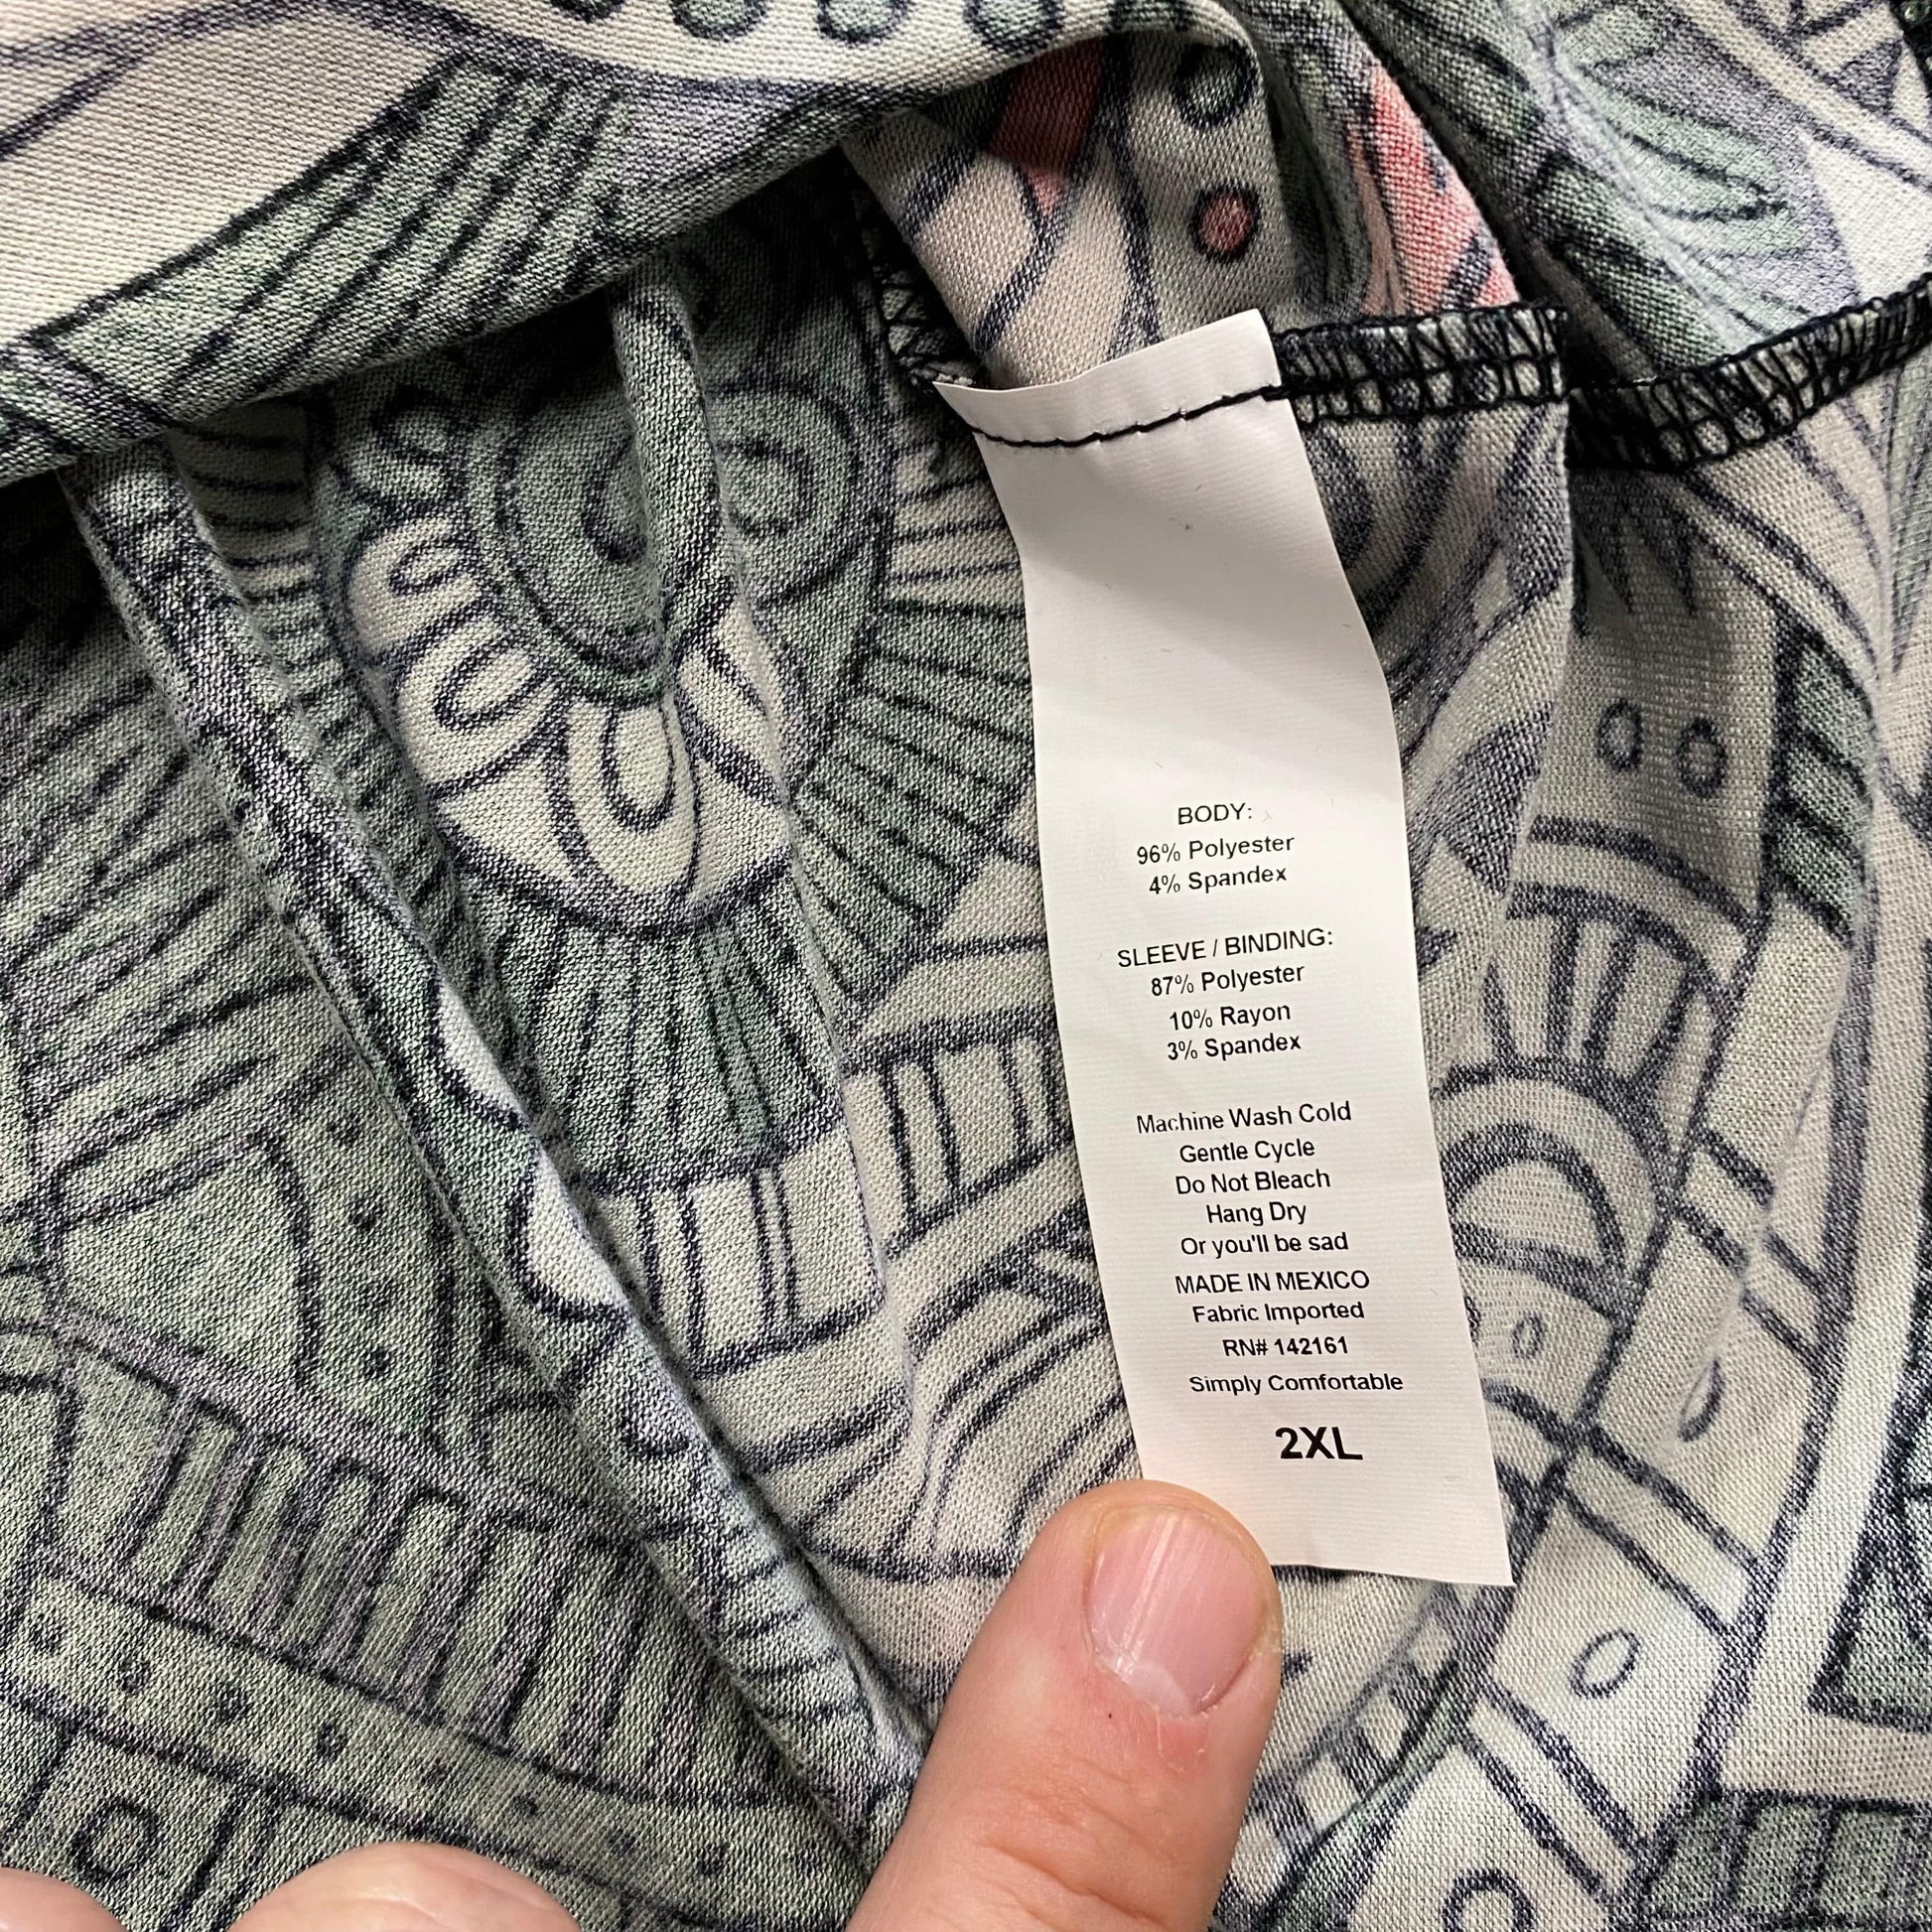 BODY:
96% Polyester
4% Spandex
SLEEVE / BINDING:
87% Polyester
10% Rayon
3% Spandex
Machine Wash Cold
Gentle Cycle
Do Not Bleach
Hang Dry
Or you'll be sad
MADE IN MEXICO
Fabric Imported
RN# 142161
Simply Comfortable
2XL